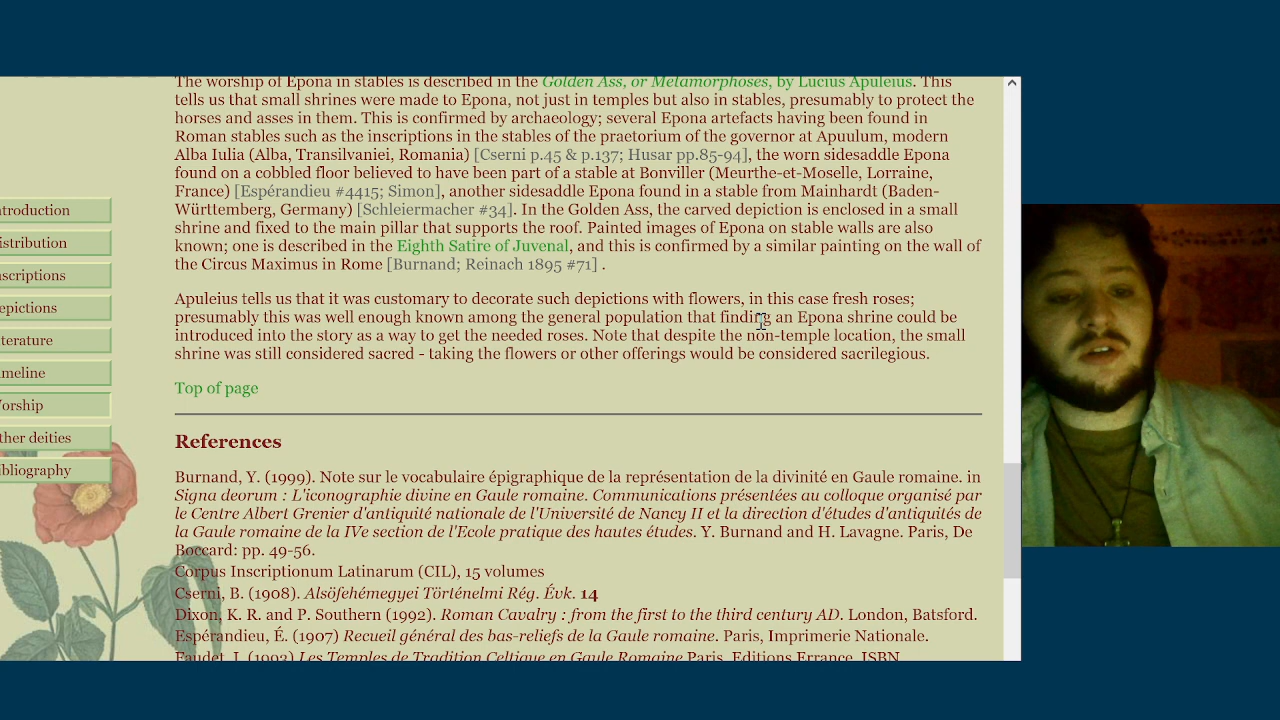 The worship of Epona in stables is described in the Golden Ass, or Metamorphoses, by Lucius Apuleius. This
tells us that small shrines were made to Epona, not just in temples but also in stables, presumably to protect the
horses and asses in them. This is confirmed by archaeology; several Epona artefacts having been found in
Roman stables such as the inscriptions in the stables of the praetorium of the governor at Apuulum, modern
Alba Iulia (Alba, Transilvaniei, Romania) [Cserni p.45 & p.137; Husar pp.85-94], the worn sidesaddle Epona
found on a cobbled floor believed to have been part of a stable at Bonviller (Meurthe-et-Moselle, Lorraine,
France) [Espérandieu #4415; Simon], another sidesaddle Epona found in a stable from Mainhardt (Baden-
Württemberg, Germany) [Schleiermacher #34]. In the Golden Ass, the carved depiction is enclosed in a small
shrine and fixed to the main pillar that supports the roof. Painted images of Epona on stable walls are also
known; one is described in the Eighth Satire of Juvenal, and this is confirmed by a similar painting on the wall of
the Circus Maximus in Rome [Burnand; Reinach 1895 #71] .
Apuleius tells us that it was customary to decorate such depictions with flowers, in this case fresh roses;
presumably this was well enough known among the general population that finding an Epona shrine could be
introduced into the story as a way to get the needed roses. Note that despite the non-temple location, the small
shrine was still considered sacred - taking the flowers or other offerings would be considered sacrilegious.
Top of page
References
Burnand, Y. (1999). Note sur le vocabulaire épigraphique de la représentation de la divinité en Gaule romaine. in
Signa deorum : L'iconographie divine en Gaule romaine. Communications présentées au colloque organisé par
le Centre Albert Grenier d'antiquité nationale de l'Université de Nancy II et la direction d'études d'antiquités de
la Gaule romaine de la IVe section de l'Ecole pratique des hautes études. Y. Burnand and H. Lavagne. Paris, De
Boccard: pp. 49-56.
Corpus Inscriptionum Latinarum (CIL), 15 volumes
Cserni, B. (1908). Alsöfehémegyei Történelmi Rég. Évk. 14
Dixon, K. R. and P. Southern (1992). Roman Cavalry : from the first to the third century AD. London, Batsford.
Espérandieu, É. (1907) Recueil général des bas-reliefs de la Gaule romaine. Paris, Imprimerie Nationale.
Faudet, I. (1993) Les Temples de Tradition Celtique en Gaule Romaine Paris, Editions Errance. ISBN
ntroduction
istribution
scriptions
epictions
terature
meline
orship
ther deities
ibliography